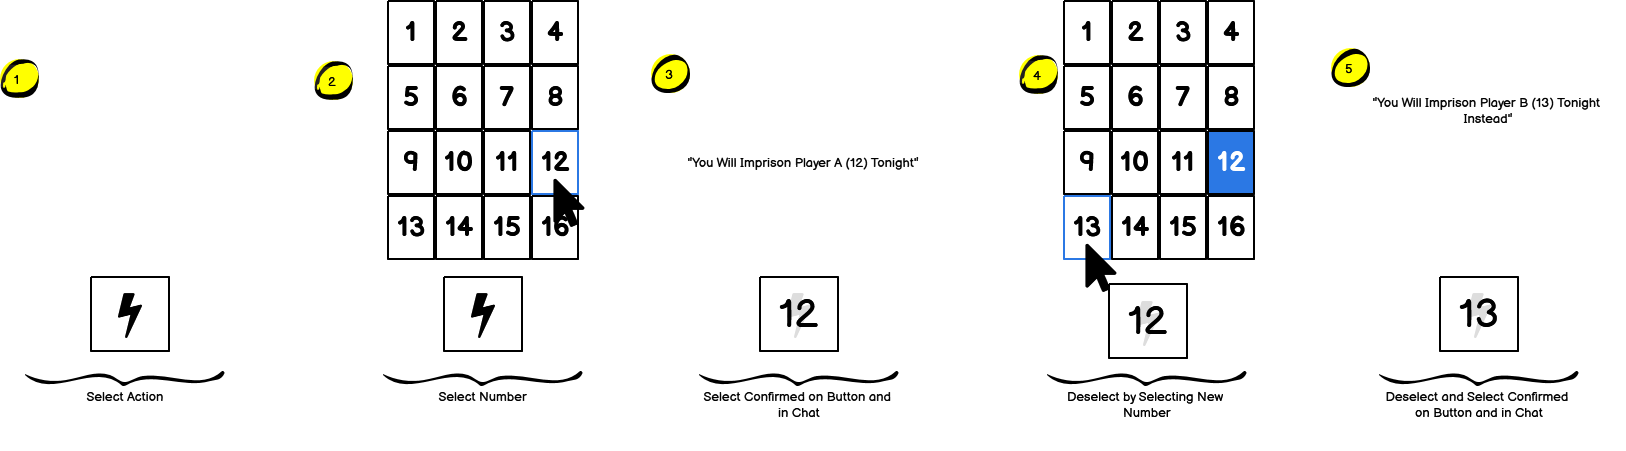 1
Select Action
2
1 2 3 4
5 6 7 8
9 10 11 12
13 14 15 16
Select Number
3
"You Will Imprison Player A (12) Tonight"
12
Select Confirmed on Button and
in Chat
4
1 2 3 4
5 6 7 8
9 10 11 12
13 14 15 16
12
Deselect by Selecting New
Number
5
"You Will Imprison Player B (13) Tonight
Instead"
13
Deselect and Select Confirmed
on Button and in Chat